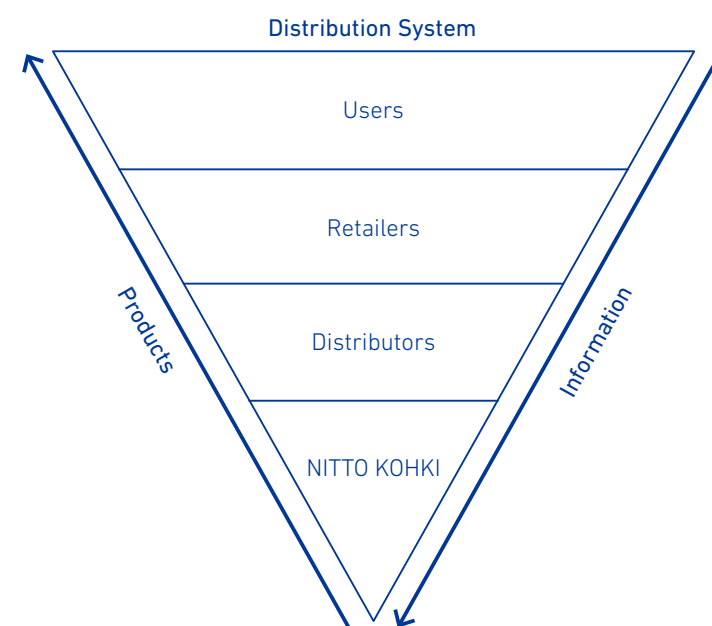 Distribution System
Users
Retailers
Products
Distributors
Information
NITTO KOHKI